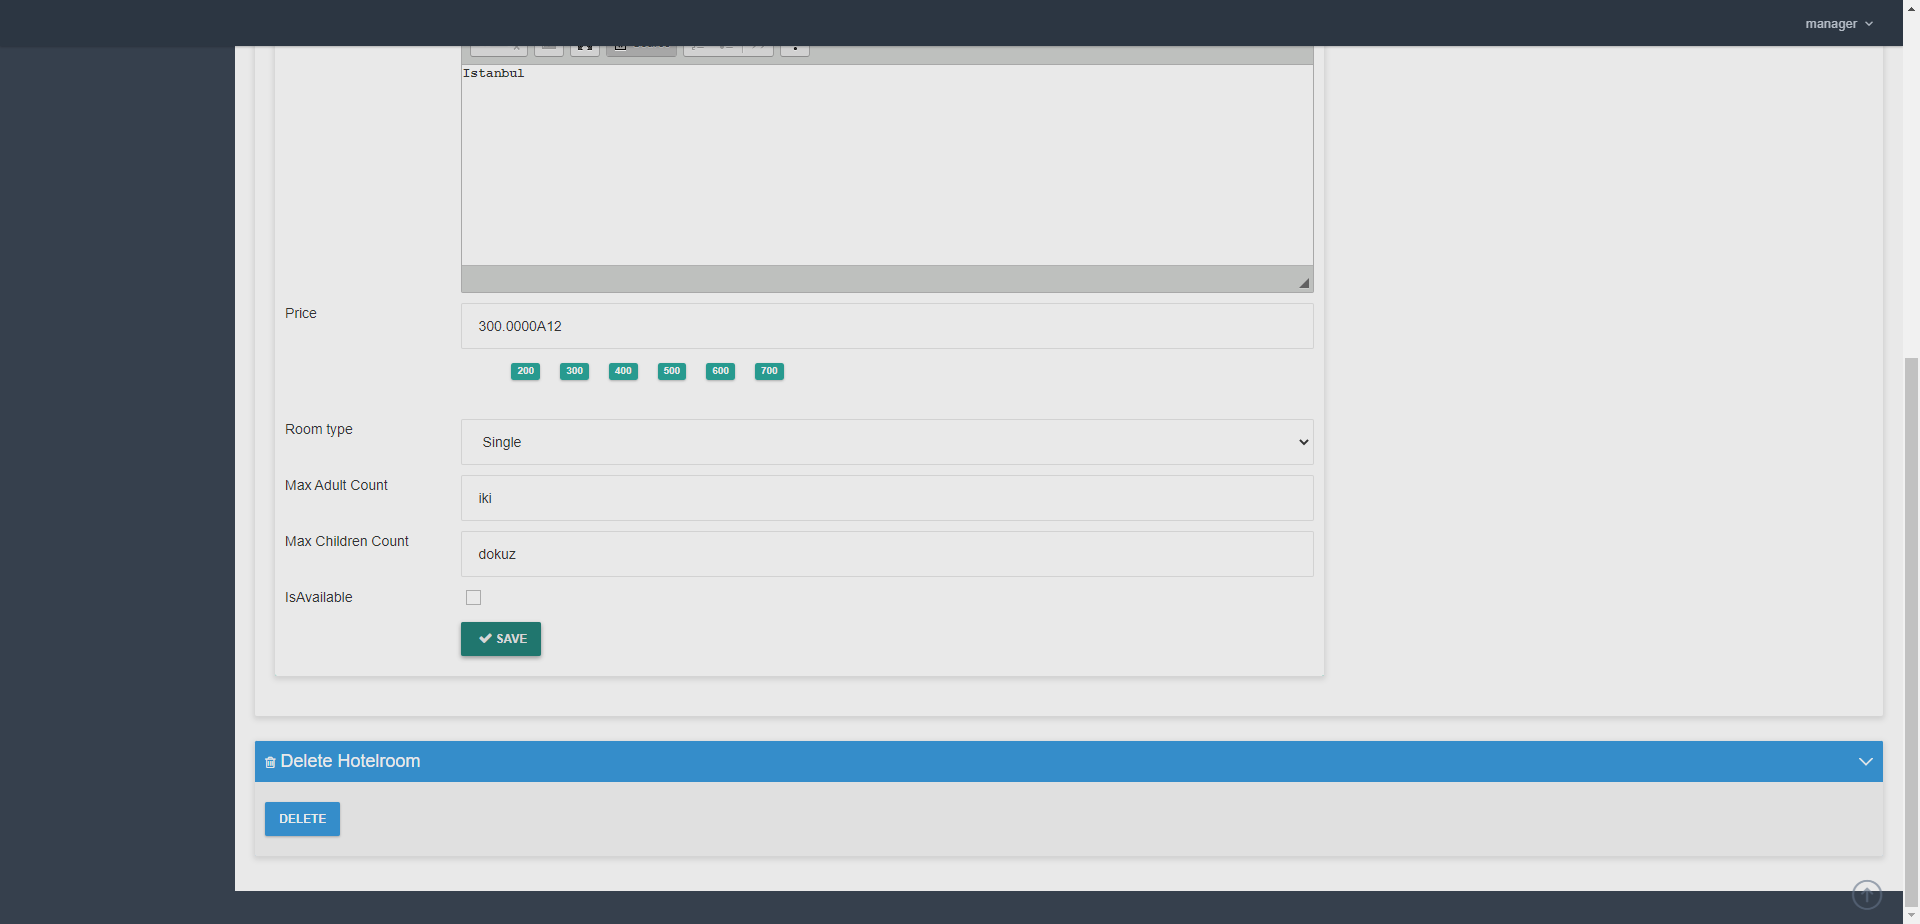 manager
Istanbul
Price
300.0000A12
200 300 400 500 600 700
Room type
Single
Max Adult Count
iki
Max Children Count
dokuz
IsAvailable
SAVE
Delete Hotelroom
DELETE